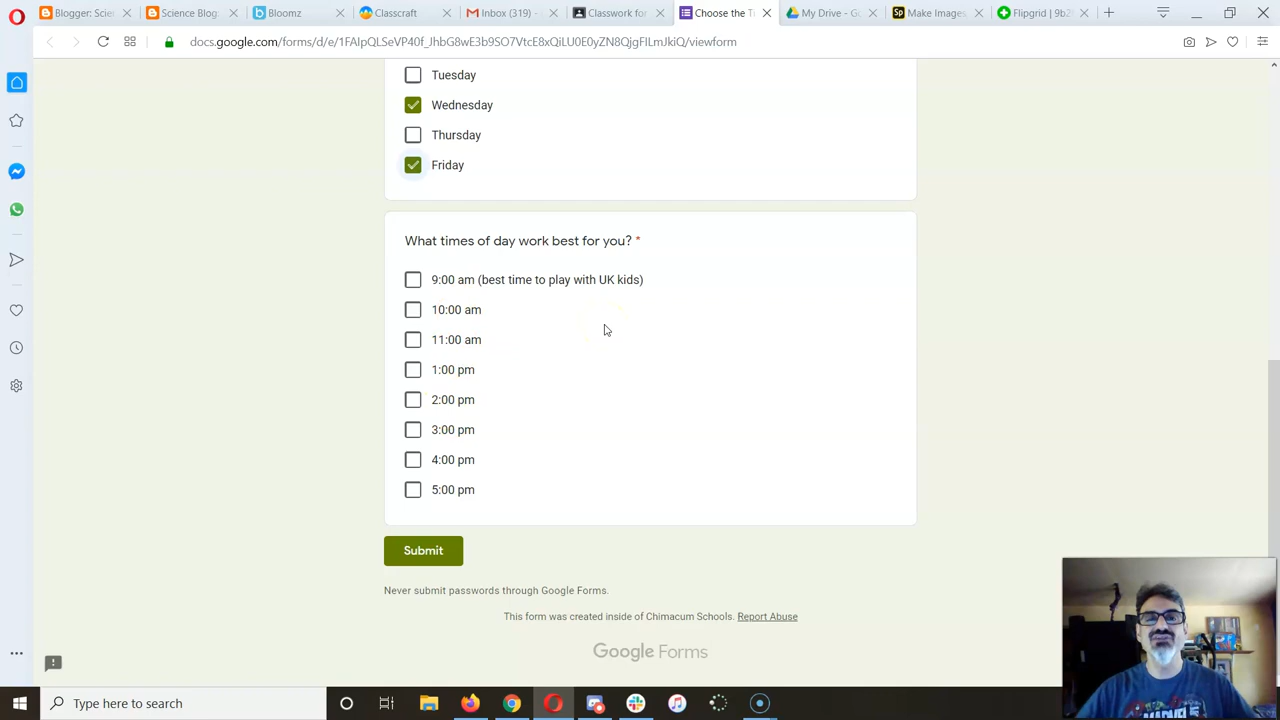 Blogger: Scie
Science Blog:
Bloomz
Classcraft
Inbox (319) -
Classwork for
Choose the Ti
My Drive - Go
Make Images,
Flipgrid | 9b2
docs.google.com/forms/d/e/1FAIpQLSeVP40f_JhbG8wE3b9SO7VtcE8xQiLU0E0yZN8QjgFILmJkiQ/viewform
Tuesday
Wednesday
Thursday
Friday
What times of day work best for you? *
9:00 am (best time to play with UK kids)
10:00 am
11:00 am
1:00 pm
2:00 pm
3:00 pm
4:00 pm
5:00 pm
Submit
Never submit passwords through Google Forms.
This form was created inside of Chimacum Schools. Report Abuse
Google Forms
Type here to search